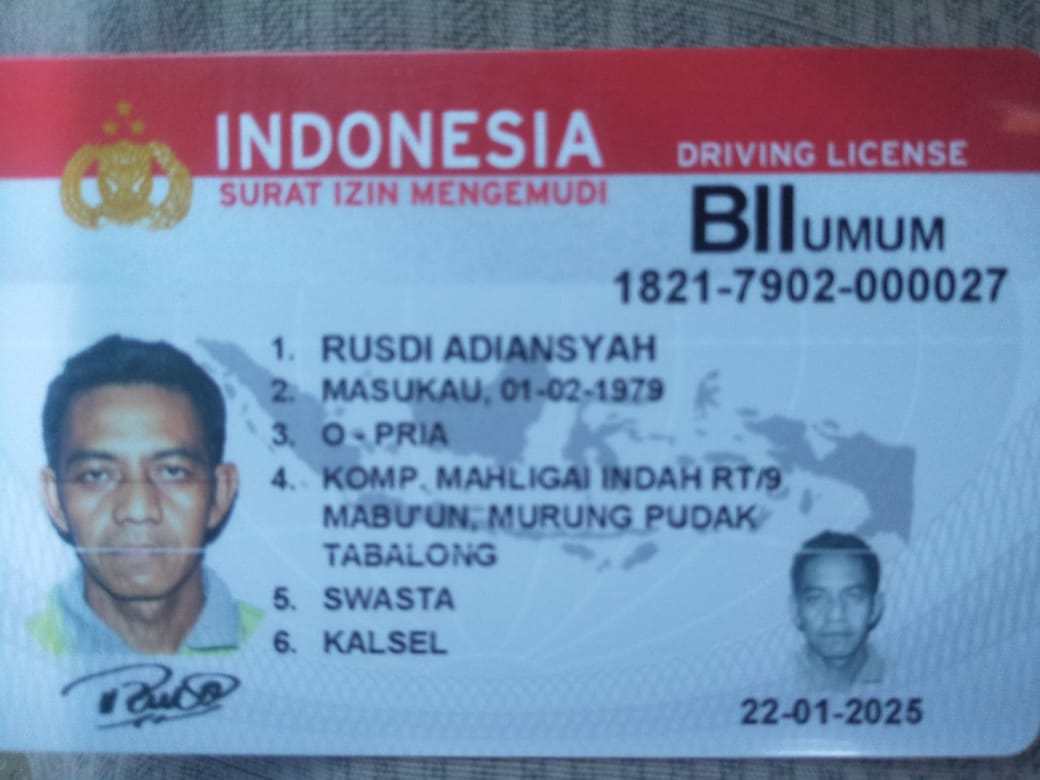 INDONESIA
SURAT IZIN MENGEMUDI
DRIVING LICENSE
BII UMUM
1821-7902-000027
1. RUSDI ADIANSYAH
2. MASUKAU, 01-02-1979
3. O - PRIA
4. KOMP. MAHLIGAI INDAH RT/9
MABU'UN, MURUNG PUDAK
TABALONG
5. SWASTA
6. KALSEL
22-01-2025